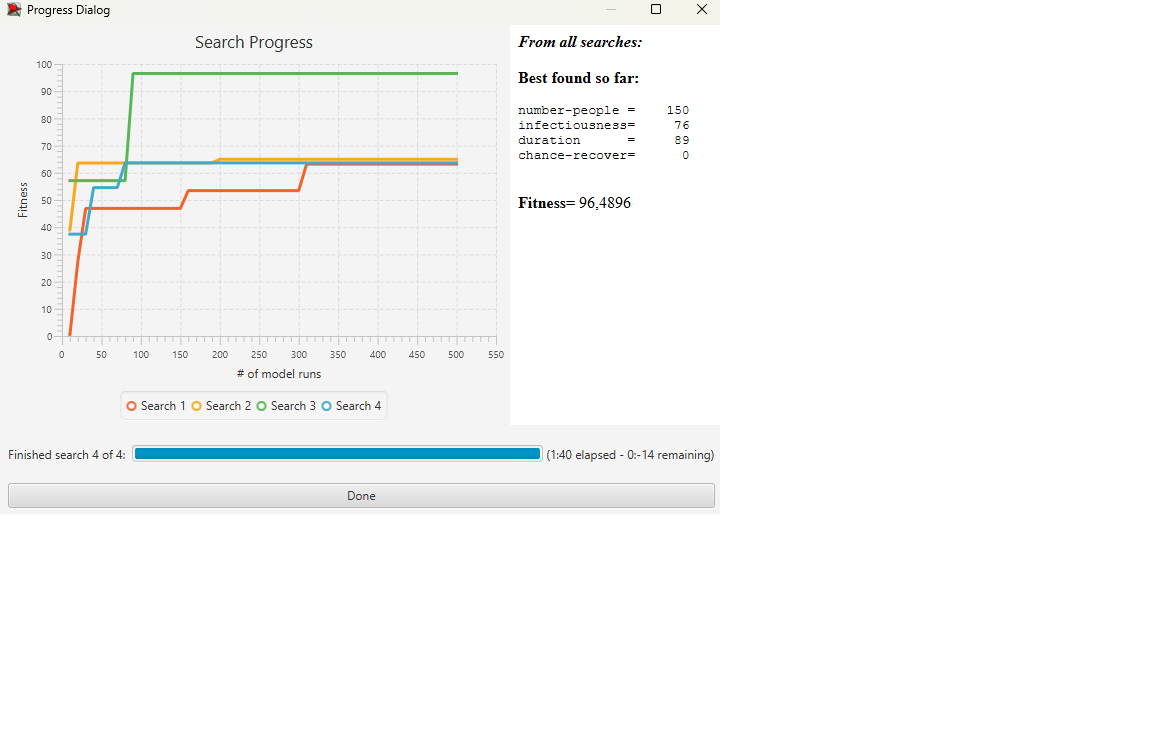 Progress Dialog
Search Progress
100
90
80
70
60
50
40
30
20
10
0
Fitness
0 50 100 150 200 250 300 350 400 450 500 550
# of model runs
Search 1 Search 2 Search 3 Search 4
From all searches:
Best found so far:
number-people = 150
infectiousness= 76
duration = 89
chance-recover= 0
Fitness= 96,4896
Finished search 4 of 4: (1:40 elapsed - 0:-14 remaining)
Done